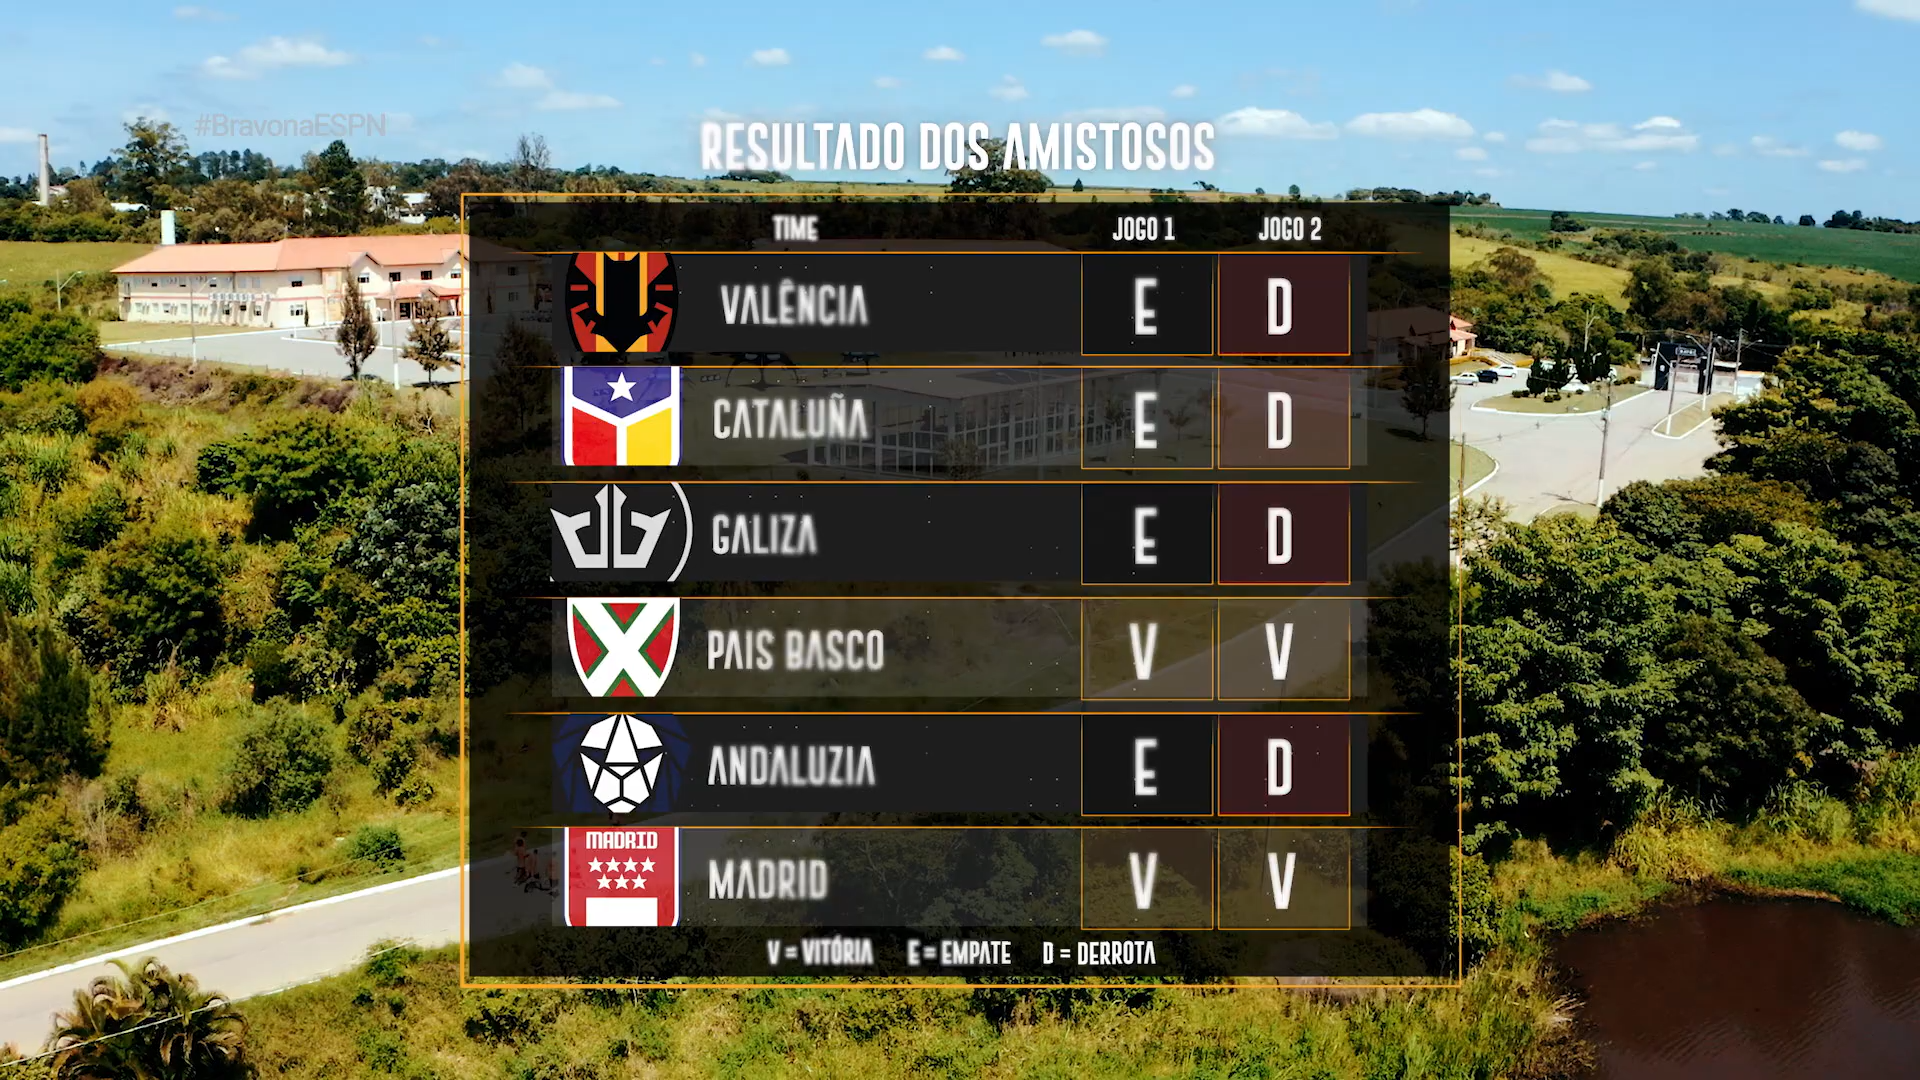 #BravonaESPN
RESULTADO DOS AMISTOSOS
TIME JOGO 1 JOGO 2
VALÊNCIA E D
CATALUÑA E D
GALIZA E D
PAIS BASCO V V
ANDALUZIA E D
MADRID
MADRID V V
V = VITÓRIA E = EMPATE D = DERROTA